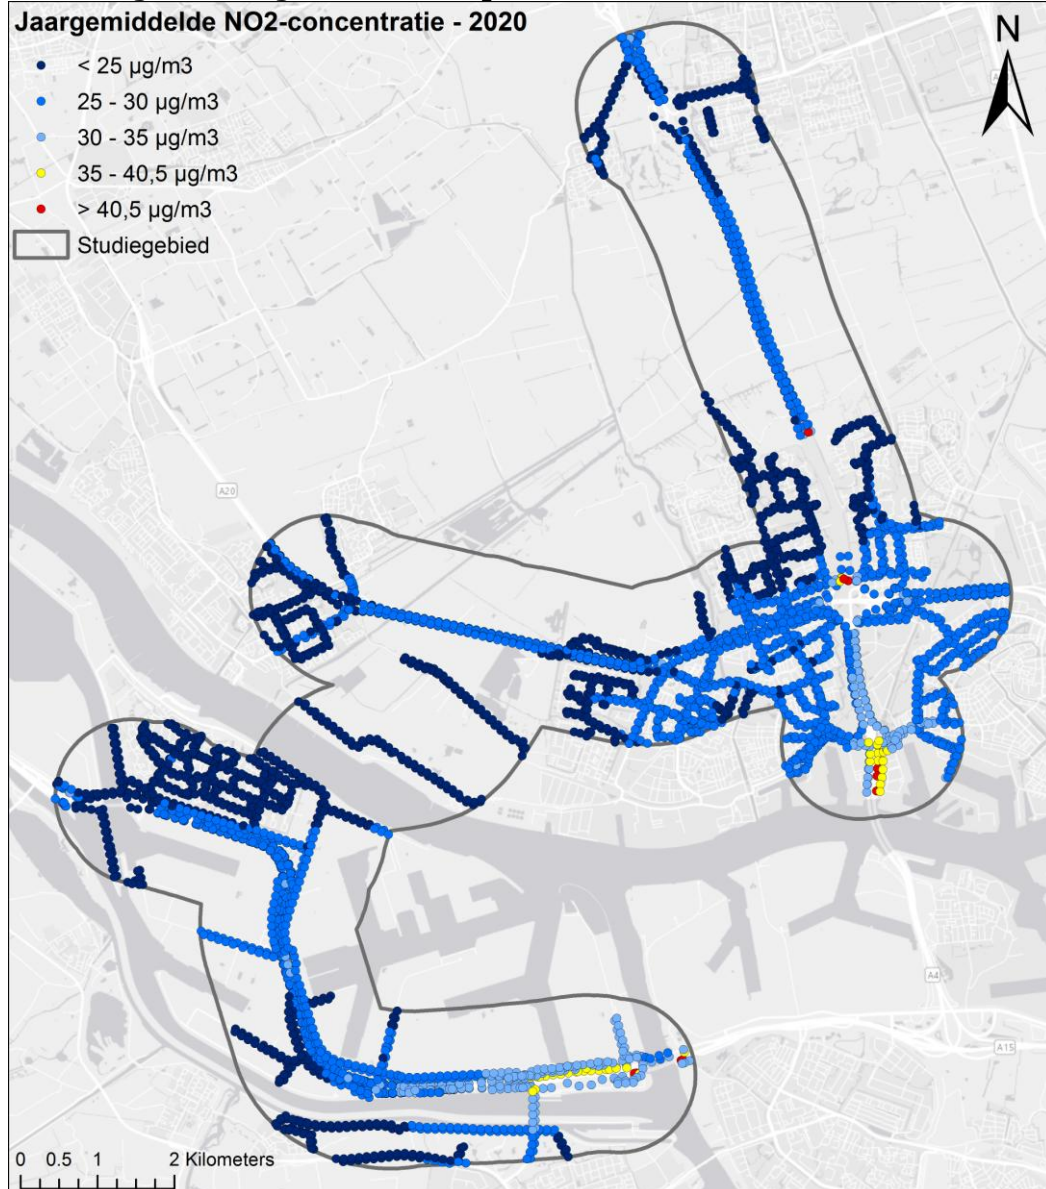 Jaargemiddelde NO2-concentratie - 2020
< 25 µg/m3
25 - 30 µg/m3
30 - 35 µg/m3
35 - 40,5 µg/m3
> 40,5 µg/m3
Studiegebied
N
A20
A4
A15
0 0.5 1 2 Kilometers